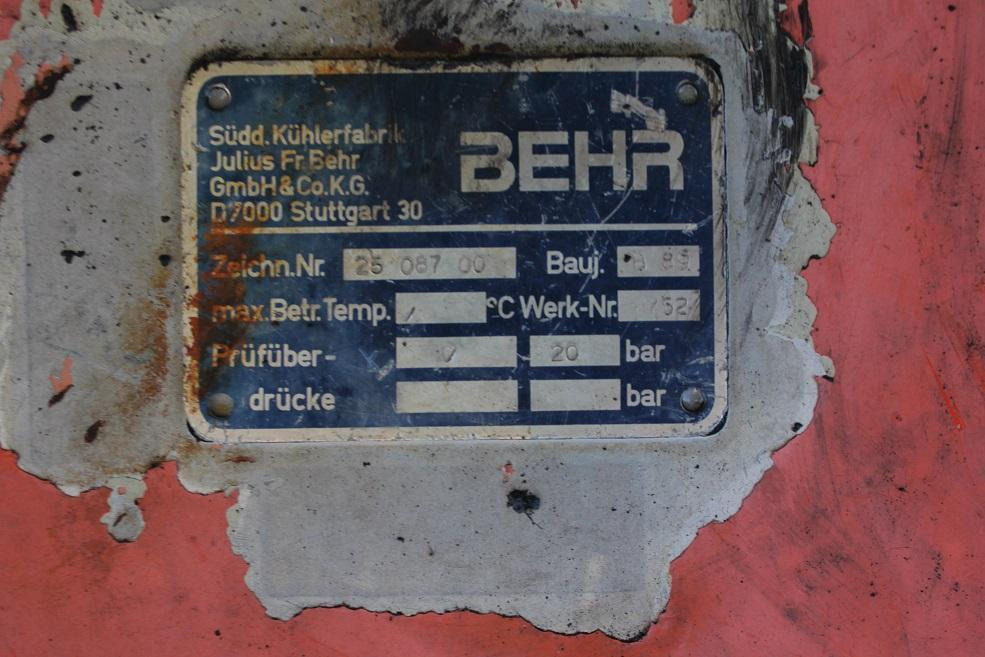 Südd. Kühlerfabrik
Julius Fr. Behr
GmbH & Co. K.G.
D 7000 Stuttgart 30
BEHR
Zeichn.Nr. 25 087 00 Bauj.
max. Betr. Temp. / °C Werk-Nr.
Prüfüber- 20 bar
drücke bar